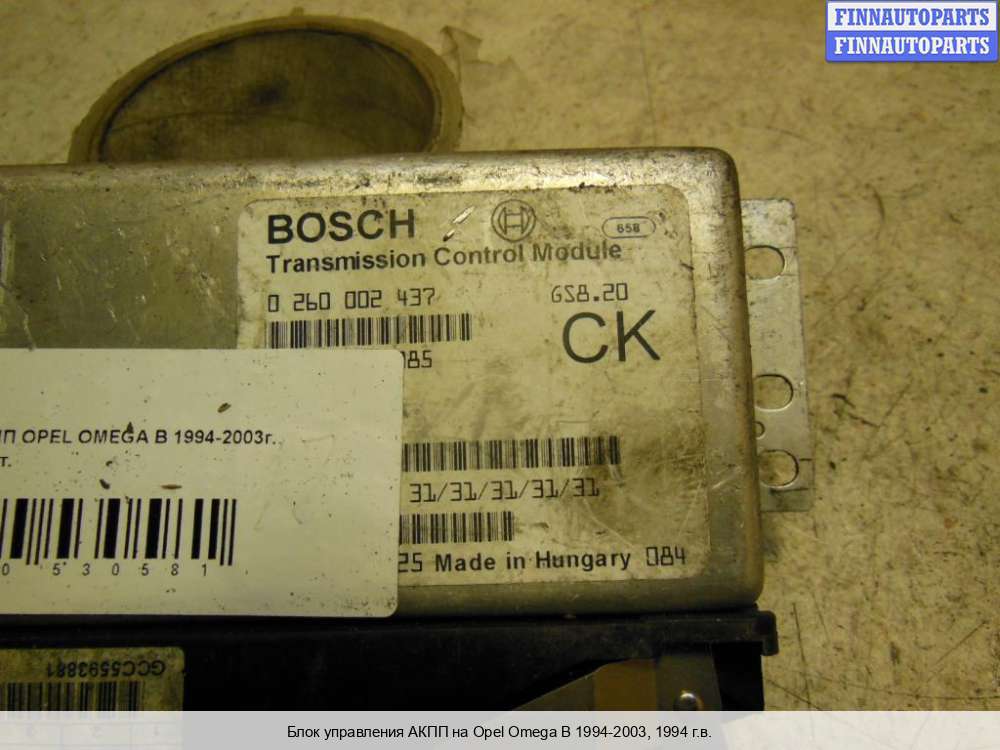 FINNAUTOPARTS
FINNAUTOPARTS
BOSCH
658
Transmission Control Module
0 260 002 437
GS8.20
CK
085
ПП OPEL OMEGA B 1994-2003г.
т.
31/31/31/31/31
0 530581
25 Made in Hungary 084
GCC5593881
Блок управления АКПП на Opel Omega B 1994-2003, 1994 г.в.